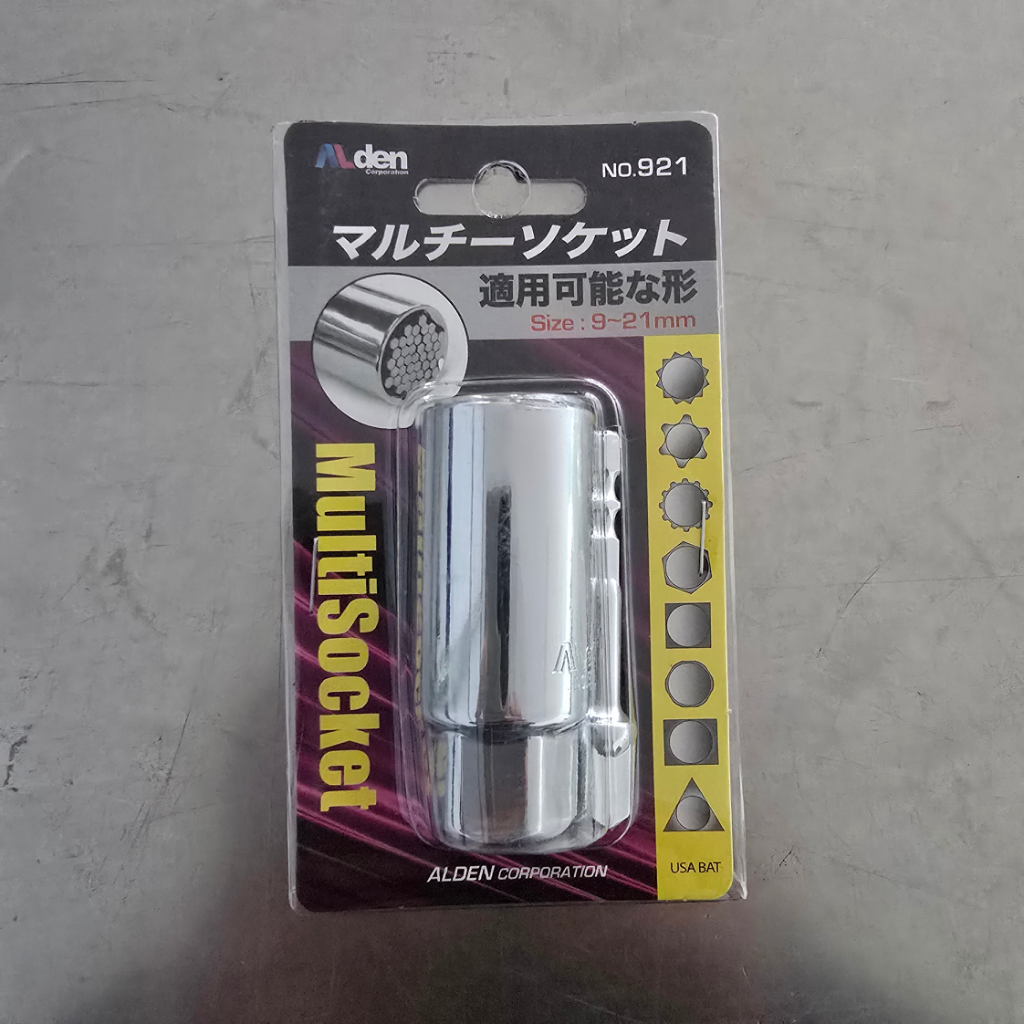 ALden
Corporation
NO.921
マルチーソケット
適用可能な形
Size : 9~21mm
MultiSocket
USA BAT
ALDEN CORPORATION